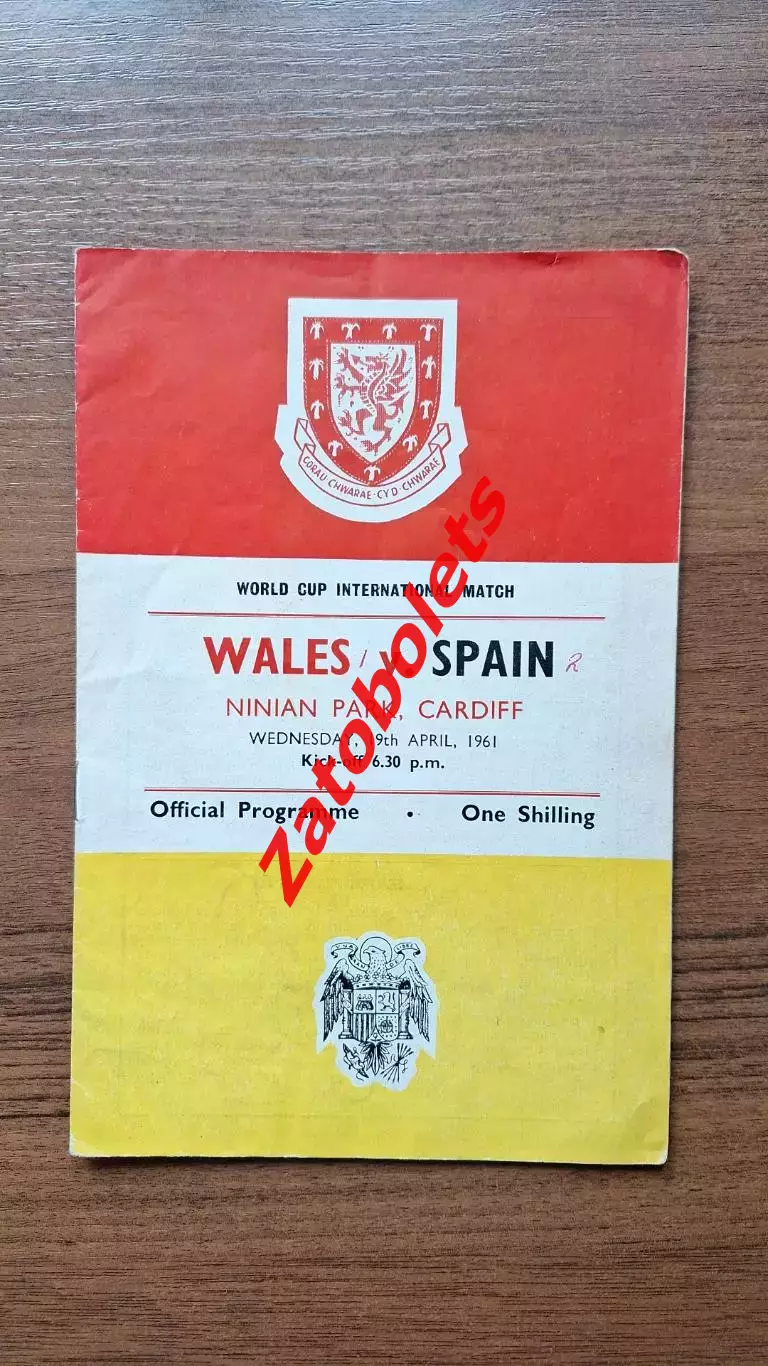 GORAU CHWARAE · CYD · CHWARAE
WORLD CUP INTERNATIONAL MATCH
WALES / v SPAIN 2
NINIAN PARK, CARDIFF
WEDNESDAY, 19th APRIL, 1961
Kick-off 6.30 p.m.
Official Programme • One Shilling
Zatobolets